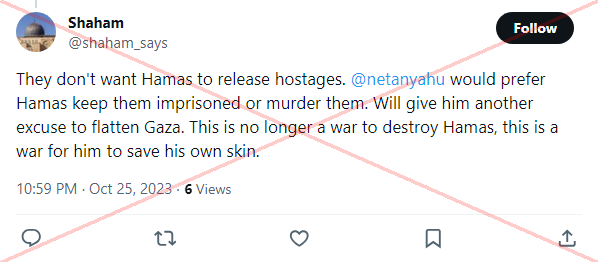 Shaham
@shaham_says
Follow
They don't want Hamas to release hostages. @netanyahu would prefer
Hamas keep them imprisoned or murder them. Will give him another
excuse to flatten Gaza. This is no longer a war to destroy Hamas, this is a
war for him to save his own skin.
10:59 PM · Oct 25, 2023 · 6 Views